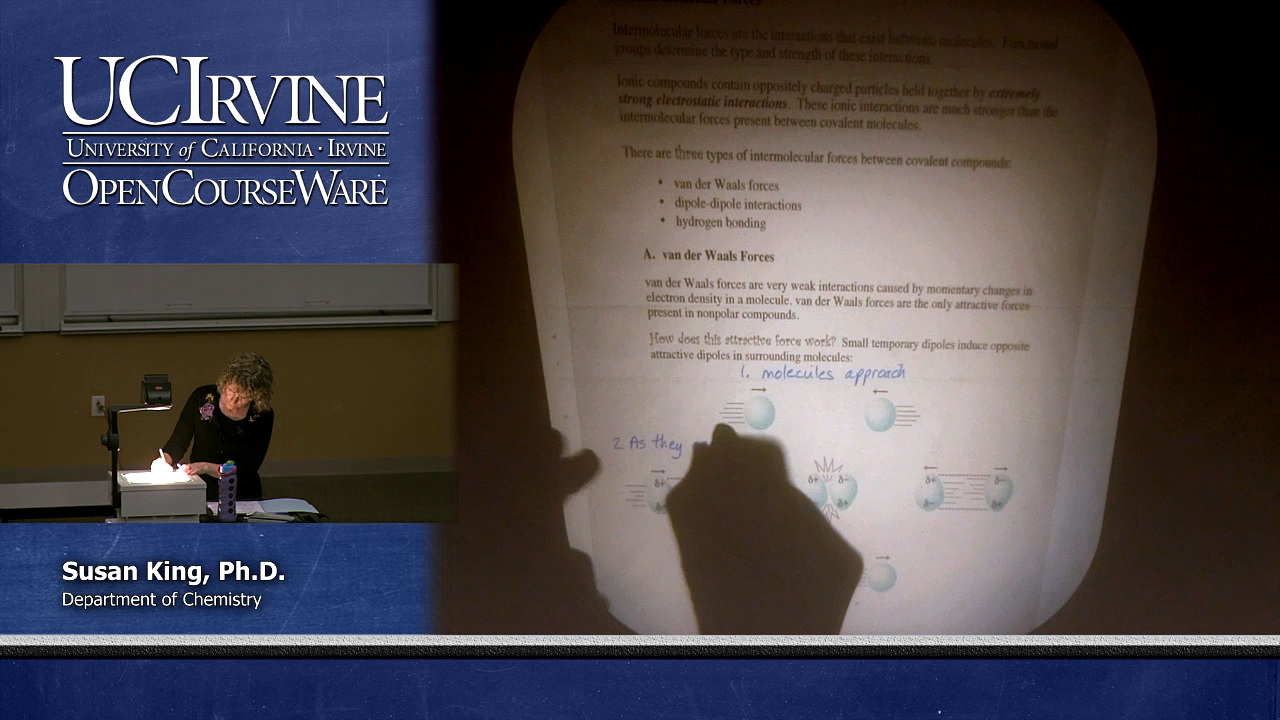 UCIRVINE
UNIVERSITY of CALIFORNIA · IRVINE
OPENCOURSEWARE
Susan King, Ph.D.
Department of Chemistry
Forces
Intermolecular forces are the interactions that exist between molecules. Functional
groups determine the type and strength of these interactions.
Ionic compounds contain oppositely charged particles held together by extremely
strong electrostatic interactions. These ionic interactions are much stronger than the
intermolecular forces present between covalent molecules.
There are three types of intermolecular forces between covalent compounds:
• van der Waals forces
• dipole-dipole interactions
• hydrogen bonding
A. van der Waals Forces
van der Waals forces are very weak interactions caused by momentary changes in
electron density in a molecule. van der Waals forces are the only attractive forces
present in nonpolar compounds.
How does this attractive force work? Small temporary dipoles induce opposite
attractive dipoles in surrounding molecules:
1. molecules approach
2. As they
δ+ δ+ δ− δ+ δ−
δ− δ+ δ− δ+